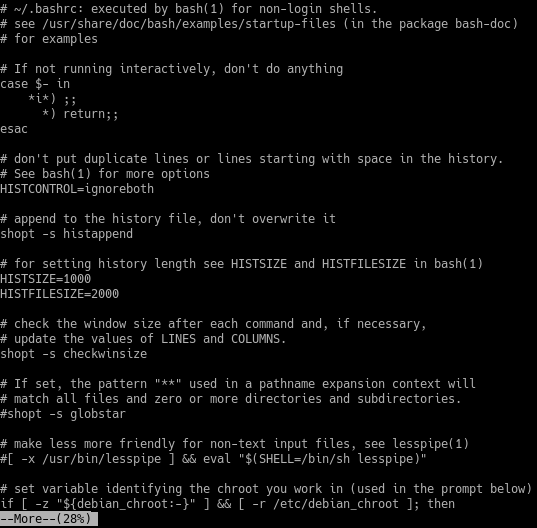 # ~/.bashrc: executed by bash(1) for non-login shells.
# see /usr/share/doc/bash/examples/startup-files (in the package bash-doc)
# for examples

# If not running interactively, don't do anything
case $- in
    *i*) ;;
      *) return;;
esac

# don't put duplicate lines or lines starting with space in the history.
# See bash(1) for more options
HISTCONTROL=ignoreboth

# append to the history file, don't overwrite it
shopt -s histappend

# for setting history length see HISTSIZE and HISTFILESIZE in bash(1)
HISTSIZE=1000
HISTFILESIZE=2000

# check the window size after each command and, if necessary,
# update the values of LINES and COLUMNS.
shopt -s checkwinsize

# If set, the pattern "**" used in a pathname expansion context will
# match all files and zero or more directories and subdirectories.
#shopt -s globstar

# make less more friendly for non-text input files, see lesspipe(1)
#[ -x /usr/bin/lesspipe ] && eval "$(SHELL=/bin/sh lesspipe)"

# set variable identifying the chroot you work in (used in the prompt below)
if [ -z "${debian_chroot:-}" ] && [ -r /etc/debian_chroot ]; then
--More--(28%)